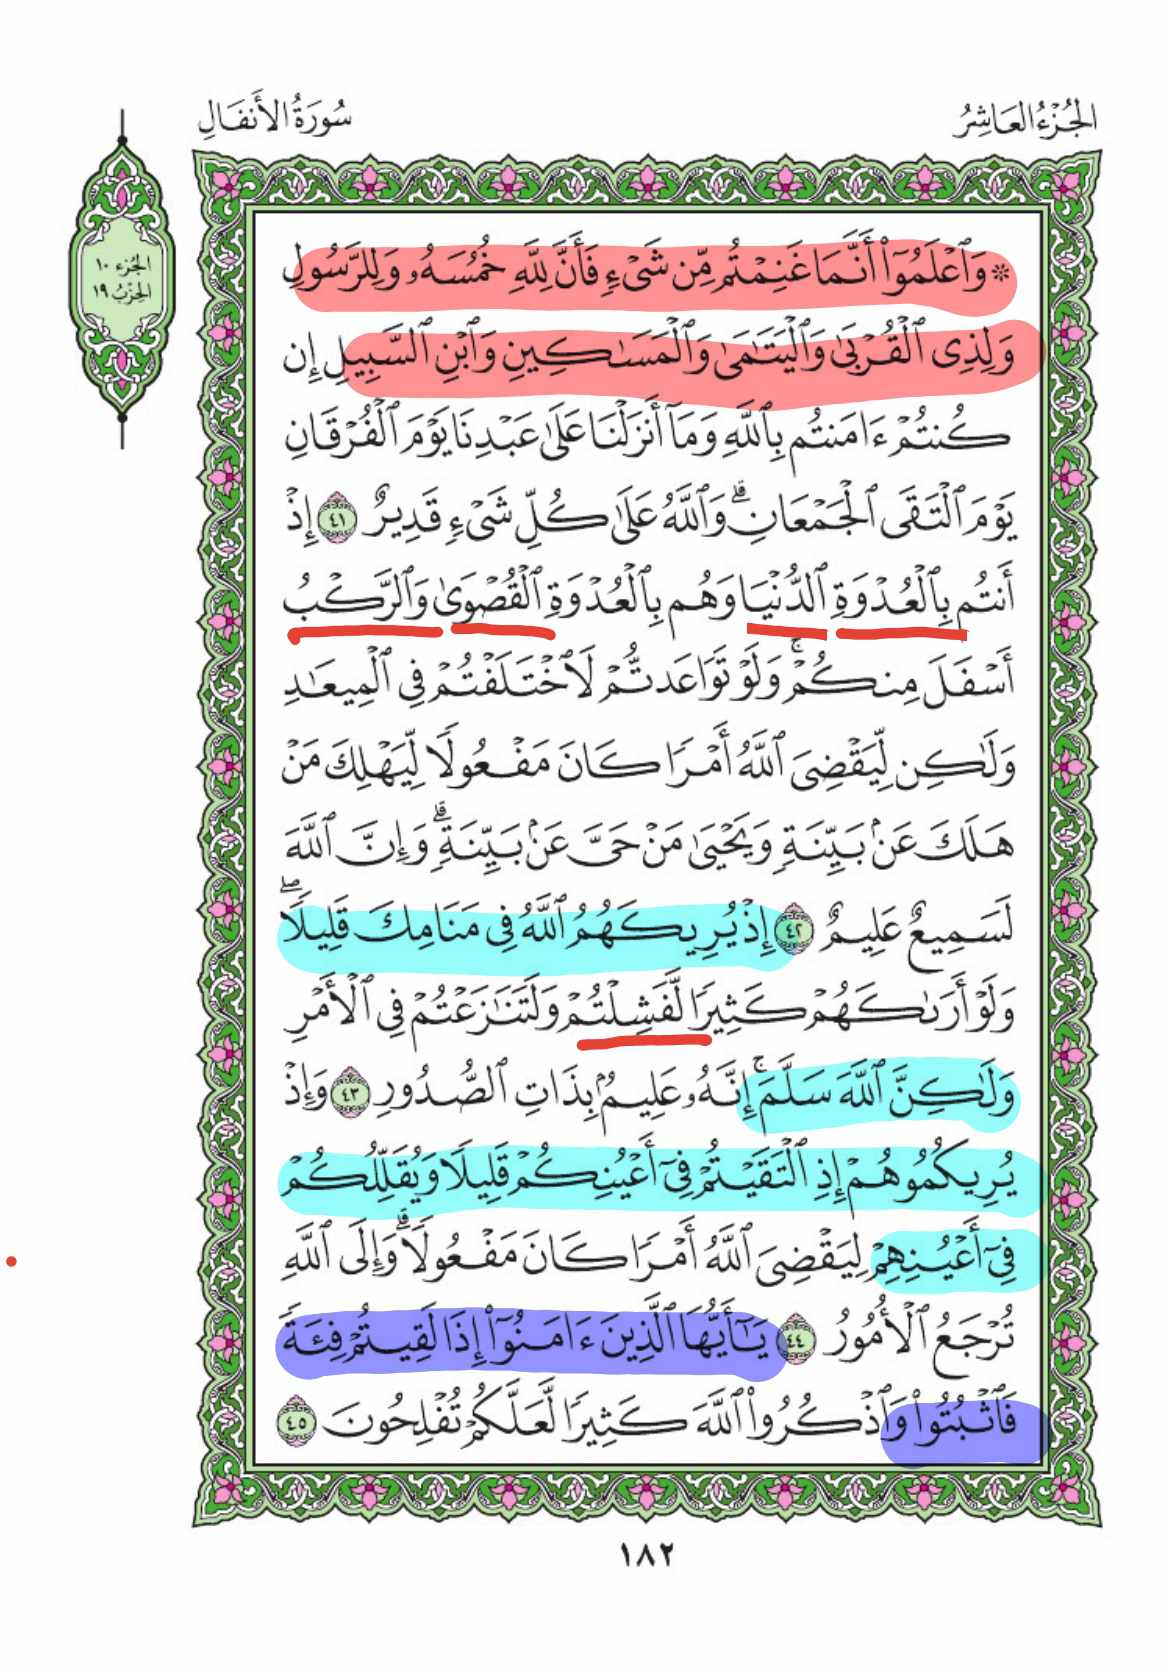 الجُزْءُ العَاشِرُ
سُورَةُ الأَنفَالِ
الجُزء ١٠
الحِزْبُ ١٩
* وَٱعْلَمُوٓا۟ أَنَّمَا غَنِمْتُم مِّن شَىْءٍ فَأَنَّ لِلَّهِ خُمُسَهُۥ وَلِلرَّسُولِ
وَلِذِى ٱلْقُرْبَىٰ وَٱلْيَتَـٰمَىٰ وَٱلْمَسَـٰكِينِ وَٱبْنِ ٱلسَّبِيلِ إِن
كُنتُمْ ءَامَنتُم بِٱللَّهِ وَمَآ أَنزَلْنَا عَلَىٰ عَبْدِنَا يَوْمَ ٱلْفُرْقَانِ
يَوْمَ ٱلْتَقَى ٱلْجَمْعَانِ ۗ وَٱللَّهُ عَلَىٰ كُلِّ شَىْءٍ قَدِيرٌ ٤١ إِذْ
أَنتُم بِٱلْعُدْوَةِ ٱلدُّنْيَا وَهُم بِٱلْعُدْوَةِ ٱلْقُصْوَىٰ وَٱلرَّكْبُ
أَسْفَلَ مِنكُمْ ۚ وَلَوْ تَوَاعَدتُّمْ لَٱخْتَلَفْتُمْ فِى ٱلْمِيعَـٰدِ
وَلَـٰكِن لِّيَقْضِىَ ٱللَّهُ أَمْرًا كَانَ مَفْعُولًا لِّيَهْلِكَ مَنْ
هَلَكَ عَنۢ بَيِّنَةٍ وَيَحْيَىٰ مَنْ حَىَّ عَنۢ بَيِّنَةٍ ۗ وَإِنَّ ٱللَّهَ
لَسَمِيعٌ عَلِيمٌ ٤٢ إِذْ يُرِيكَهُمُ ٱللَّهُ فِى مَنَامِكَ قَلِيلًا ۖ
وَلَوْ أَرَىٰكَهُمْ كَثِيرًا لَّفَشِلْتُمْ وَلَتَنَـٰزَعْتُمْ فِى ٱلْأَمْرِ
وَلَـٰكِنَّ ٱللَّهَ سَلَّمَ ۚ إِنَّهُۥ عَلِيمٌۢ بِذَاتِ ٱلصُّدُورِ ٤٣ وَإِذْ
يُرِيكُمُوهُمْ إِذِ ٱلْتَقَيْتُمْ فِىٓ أَعْيُنِكُمْ قَلِيلًا وَيُقَلِّلُكُمْ
فِىٓ أَعْيُنِهِمْ لِيَقْضِىَ ٱللَّهُ أَمْرًا كَانَ مَفْعُولًا ۗ وَإِلَى ٱللَّهِ
تُرْجَعُ ٱلْأُمُورُ ٤٤ يَـٰٓأَيُّهَا ٱلَّذِينَ ءَامَنُوٓا۟ إِذَا لَقِيتُمْ فِئَةً
فَٱثْبُتُوا۟ وَٱذْكُرُوا۟ ٱللَّهَ كَثِيرًا لَّعَلَّكُمْ تُفْلِحُونَ ٤٥
١٨٢